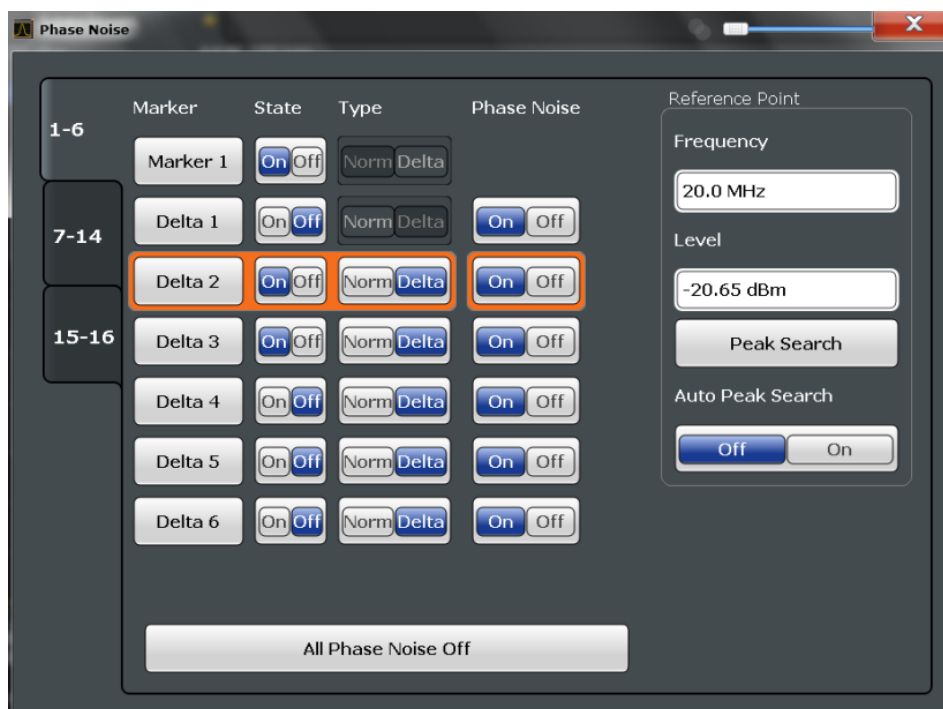 Phase Noise
X
1-6
7-14
15-16
Marker State Type Phase Noise
Marker 1 On Off Norm Delta
Delta 1 On Off Norm Delta On Off
Delta 2 On Off Norm Delta On Off
Delta 3 On Off Norm Delta On Off
Delta 4 On Off Norm Delta On Off
Delta 5 On Off Norm Delta On Off
Delta 6 On Off Norm Delta On Off
All Phase Noise Off
Reference Point
Frequency
20.0 MHz
Level
-20.65 dBm
Peak Search
Auto Peak Search
Off On